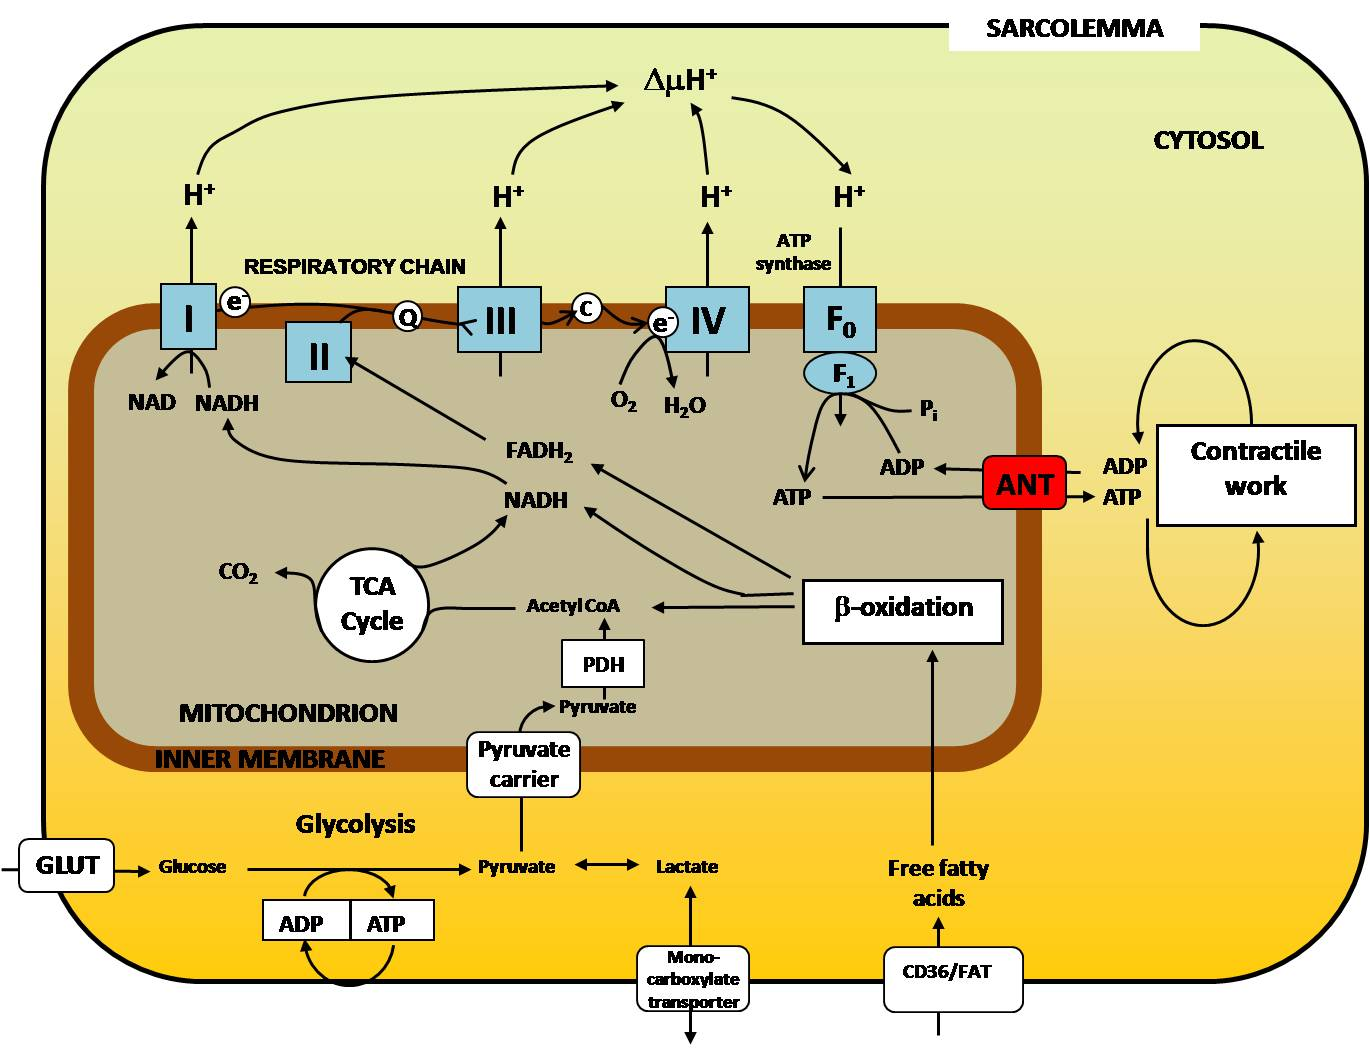 SARCOLEMMA
ΔμH⁺
CYTOSOL
H⁺
H⁺
H⁺
H⁺
ATP
synthase
RESPIRATORY CHAIN
I
e⁻
II
Q
III
C
e⁻
IV
F₀
F₁
NAD
NADH
O₂
H₂O
Pᵢ
FADH₂
ADP
ANT
ADP
Contractile
work
NADH
ATP
ATP
CO₂
TCA
Cycle
Acetyl CoA
β-oxidation
PDH
Pyruvate
MITOCHONDRION
INNER MEMBRANE
Pyruvate
carrier
Glycolysis
GLUT
Glucose
Pyruvate
Lactate
Free fatty
acids
ADP
ATP
Mono-
carboxylate
transporter
CD36/FAT